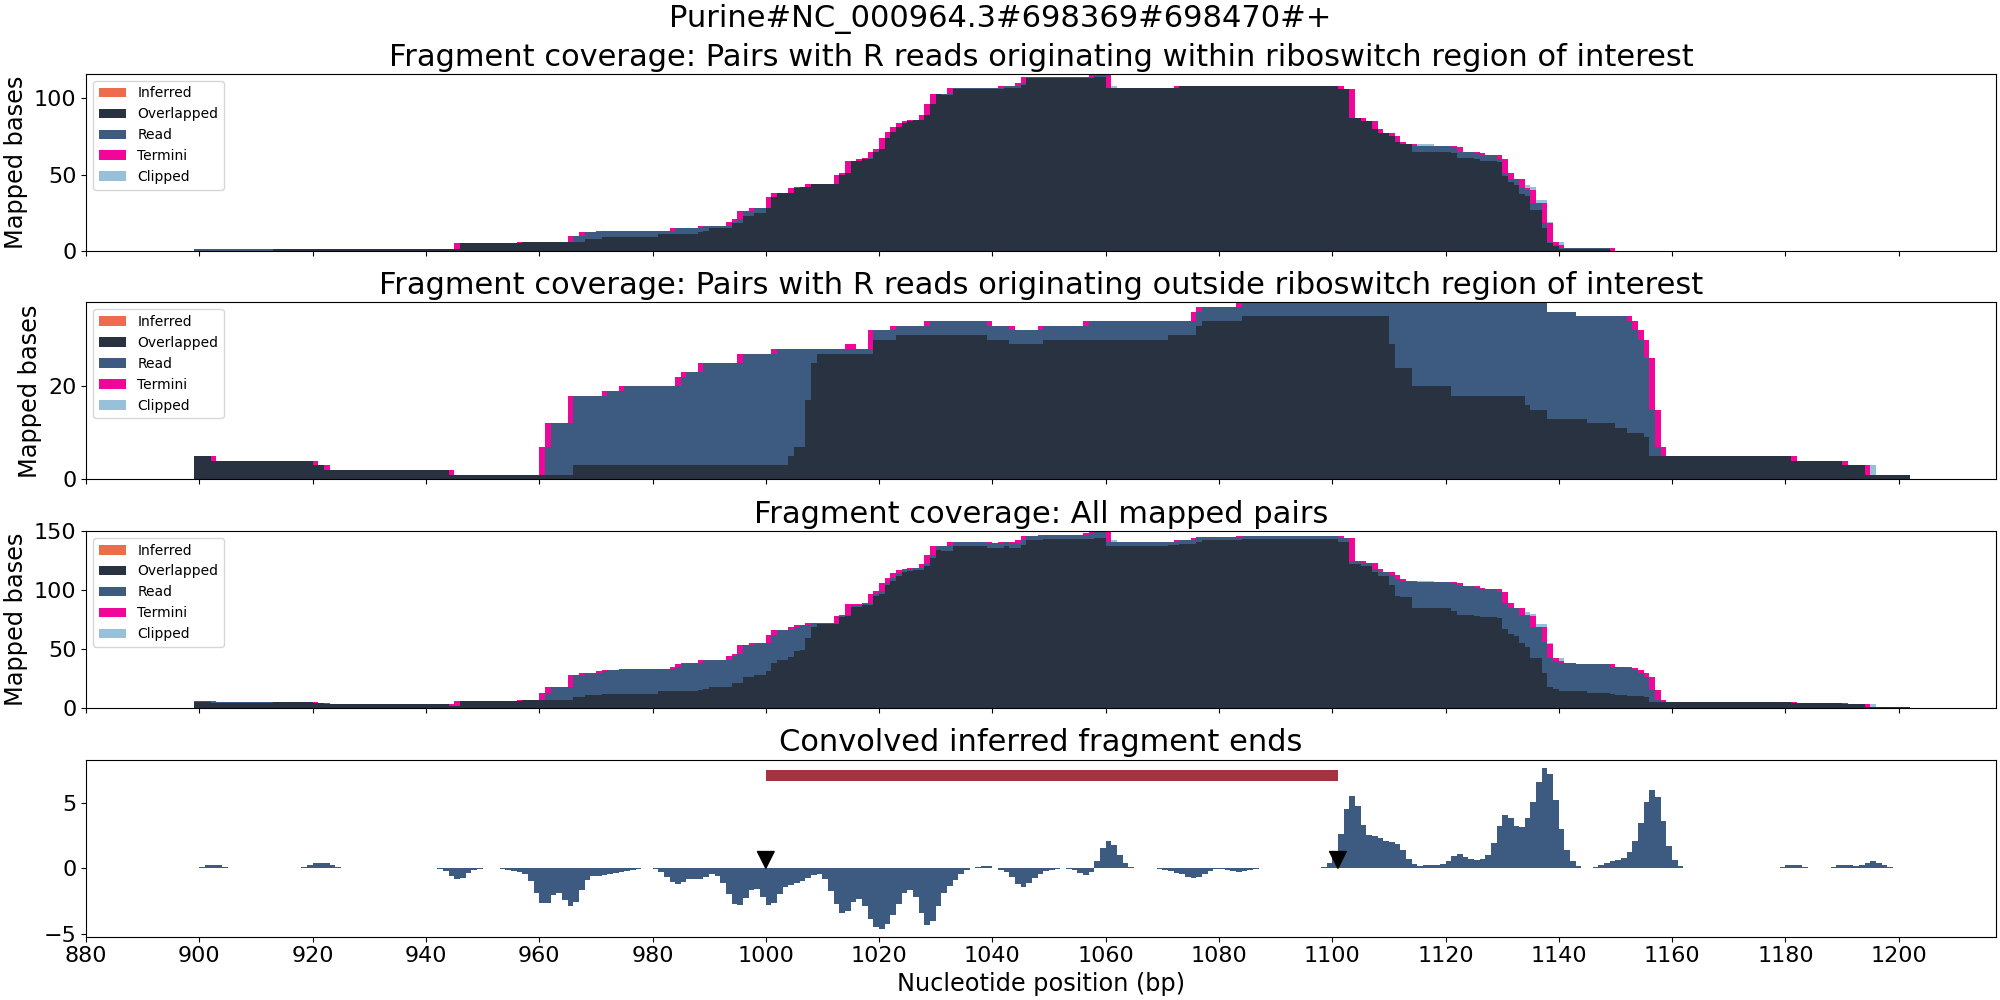 Purine#NC_000964.3#698369#698470#+
Fragment coverage: Pairs with R reads originating within riboswitch region of interest
Mapped bases
100
50
0
Inferred
Overlapped
Read
Termini
Clipped
Fragment coverage: Pairs with R reads originating outside riboswitch region of interest
Mapped bases
20
0
Inferred
Overlapped
Read
Termini
Clipped
Fragment coverage: All mapped pairs
Mapped bases
150
100
50
0
Inferred
Overlapped
Read
Termini
Clipped
Convolved inferred fragment ends
5
0
−5
880 900 920 940 960 980 1000 1020 1040 1060 1080 1100 1120 1140 1160 1180 1200
Nucleotide position (bp)